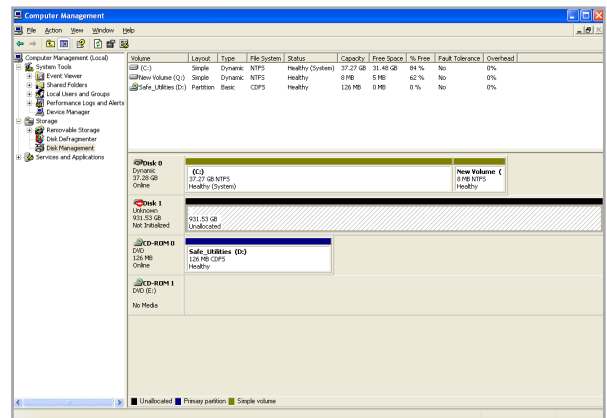 Computer Management
File Action View Window Help
Computer Management (Local)
System Tools
Event Viewer
Shared Folders
Local Users and Groups
Performance Logs and Alerts
Device Manager
Storage
Removable Storage
Disk Defragmenter
Disk Management
Services and Applications
Volume Layout Type File System Status Capacity Free Space % Free Fault Tolerance Overhead
(C:) Simple Dynamic NTFS Healthy (System) 37.27 GB 31.48 GB 84 % No 0%
New Volume (Q:) Simple Dynamic NTFS Healthy 8 MB 5 MB 62 % No 0%
Safe_Utilities (D:) Partition Basic CDFS Healthy 126 MB 0 MB 0 % No 0%
Disk 0
Dynamic
37.28 GB
Online
(C:)
37.27 GB NTFS
Healthy (System)
New Volume (
8 MB NTFS
Healthy
Disk 1
Unknown
931.53 GB
Not Initialized
931.53 GB
Unallocated
CD-ROM 0
DVD
126 MB
Online
Safe_Utilities (D:)
126 MB CDFS
Healthy
CD-ROM 1
DVD (E:)
No Media
Unallocated Primary partition Simple volume